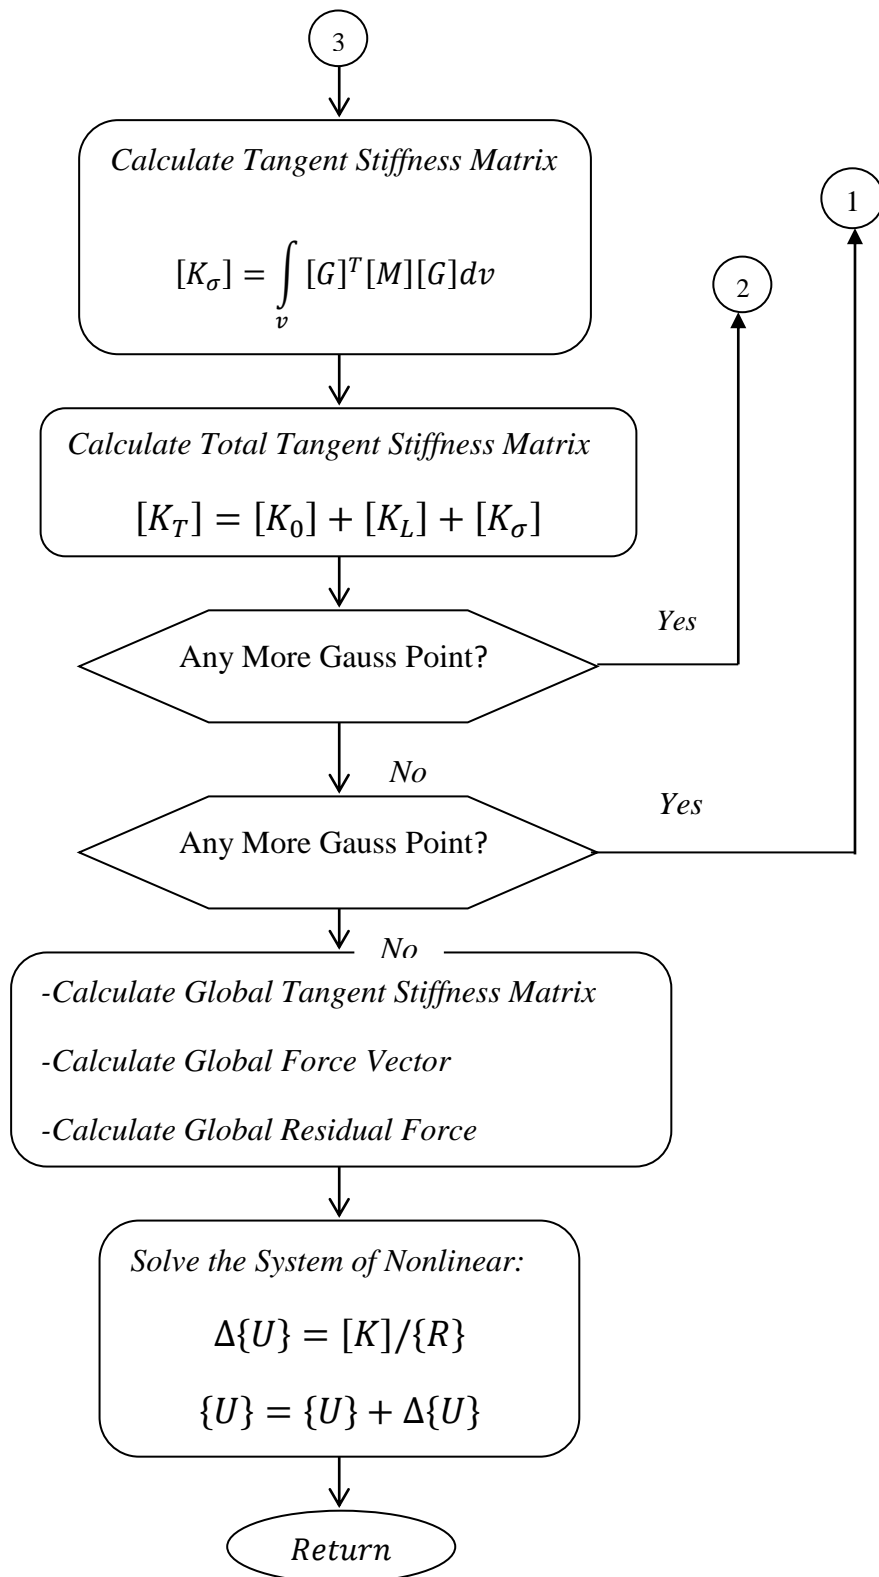 3
Calculate Tangent Stiffness Matrix
1
[K_σ] = ∫_v [G]^T[M][G]dv
2
Calculate Total Tangent Stiffness Matrix
[K_T] = [K_0] + [K_L] + [K_σ]
Yes
Any More Gauss Point?
No
Yes
Any More Gauss Point?
No
-Calculate Global Tangent Stiffness Matrix
-Calculate Global Force Vector
-Calculate Global Residual Force
Solve the System of Nonlinear:
Δ{U} = [K]/{R}
{U} = {U} + Δ{U}
Return